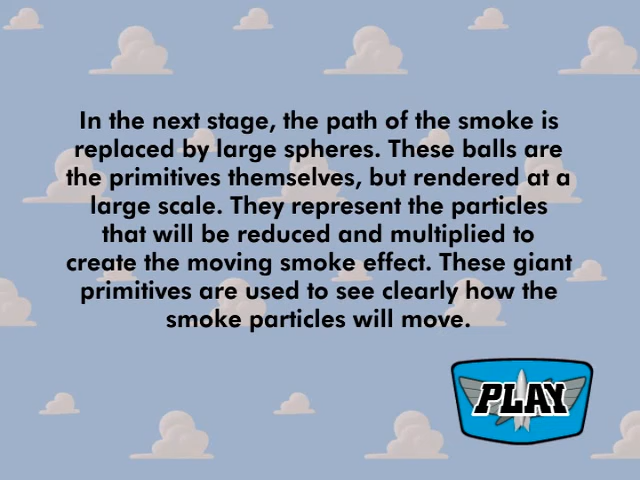 In the next stage, the path of the smoke is
replaced by large spheres. These balls are
the primitives themselves, but rendered at a
large scale. They represent the particles
that will be reduced and multiplied to
create the moving smoke effect. These giant
primitives are used to see clearly how the
smoke particles will move.
PLAY